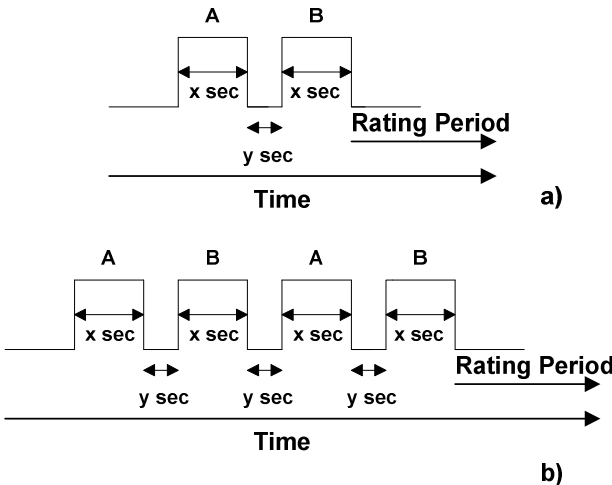 A B
x sec x sec
Rating Period
y sec
Time
a)
A B A B
x sec x sec x sec x sec
Rating Period
y sec y sec y sec
Time
b)